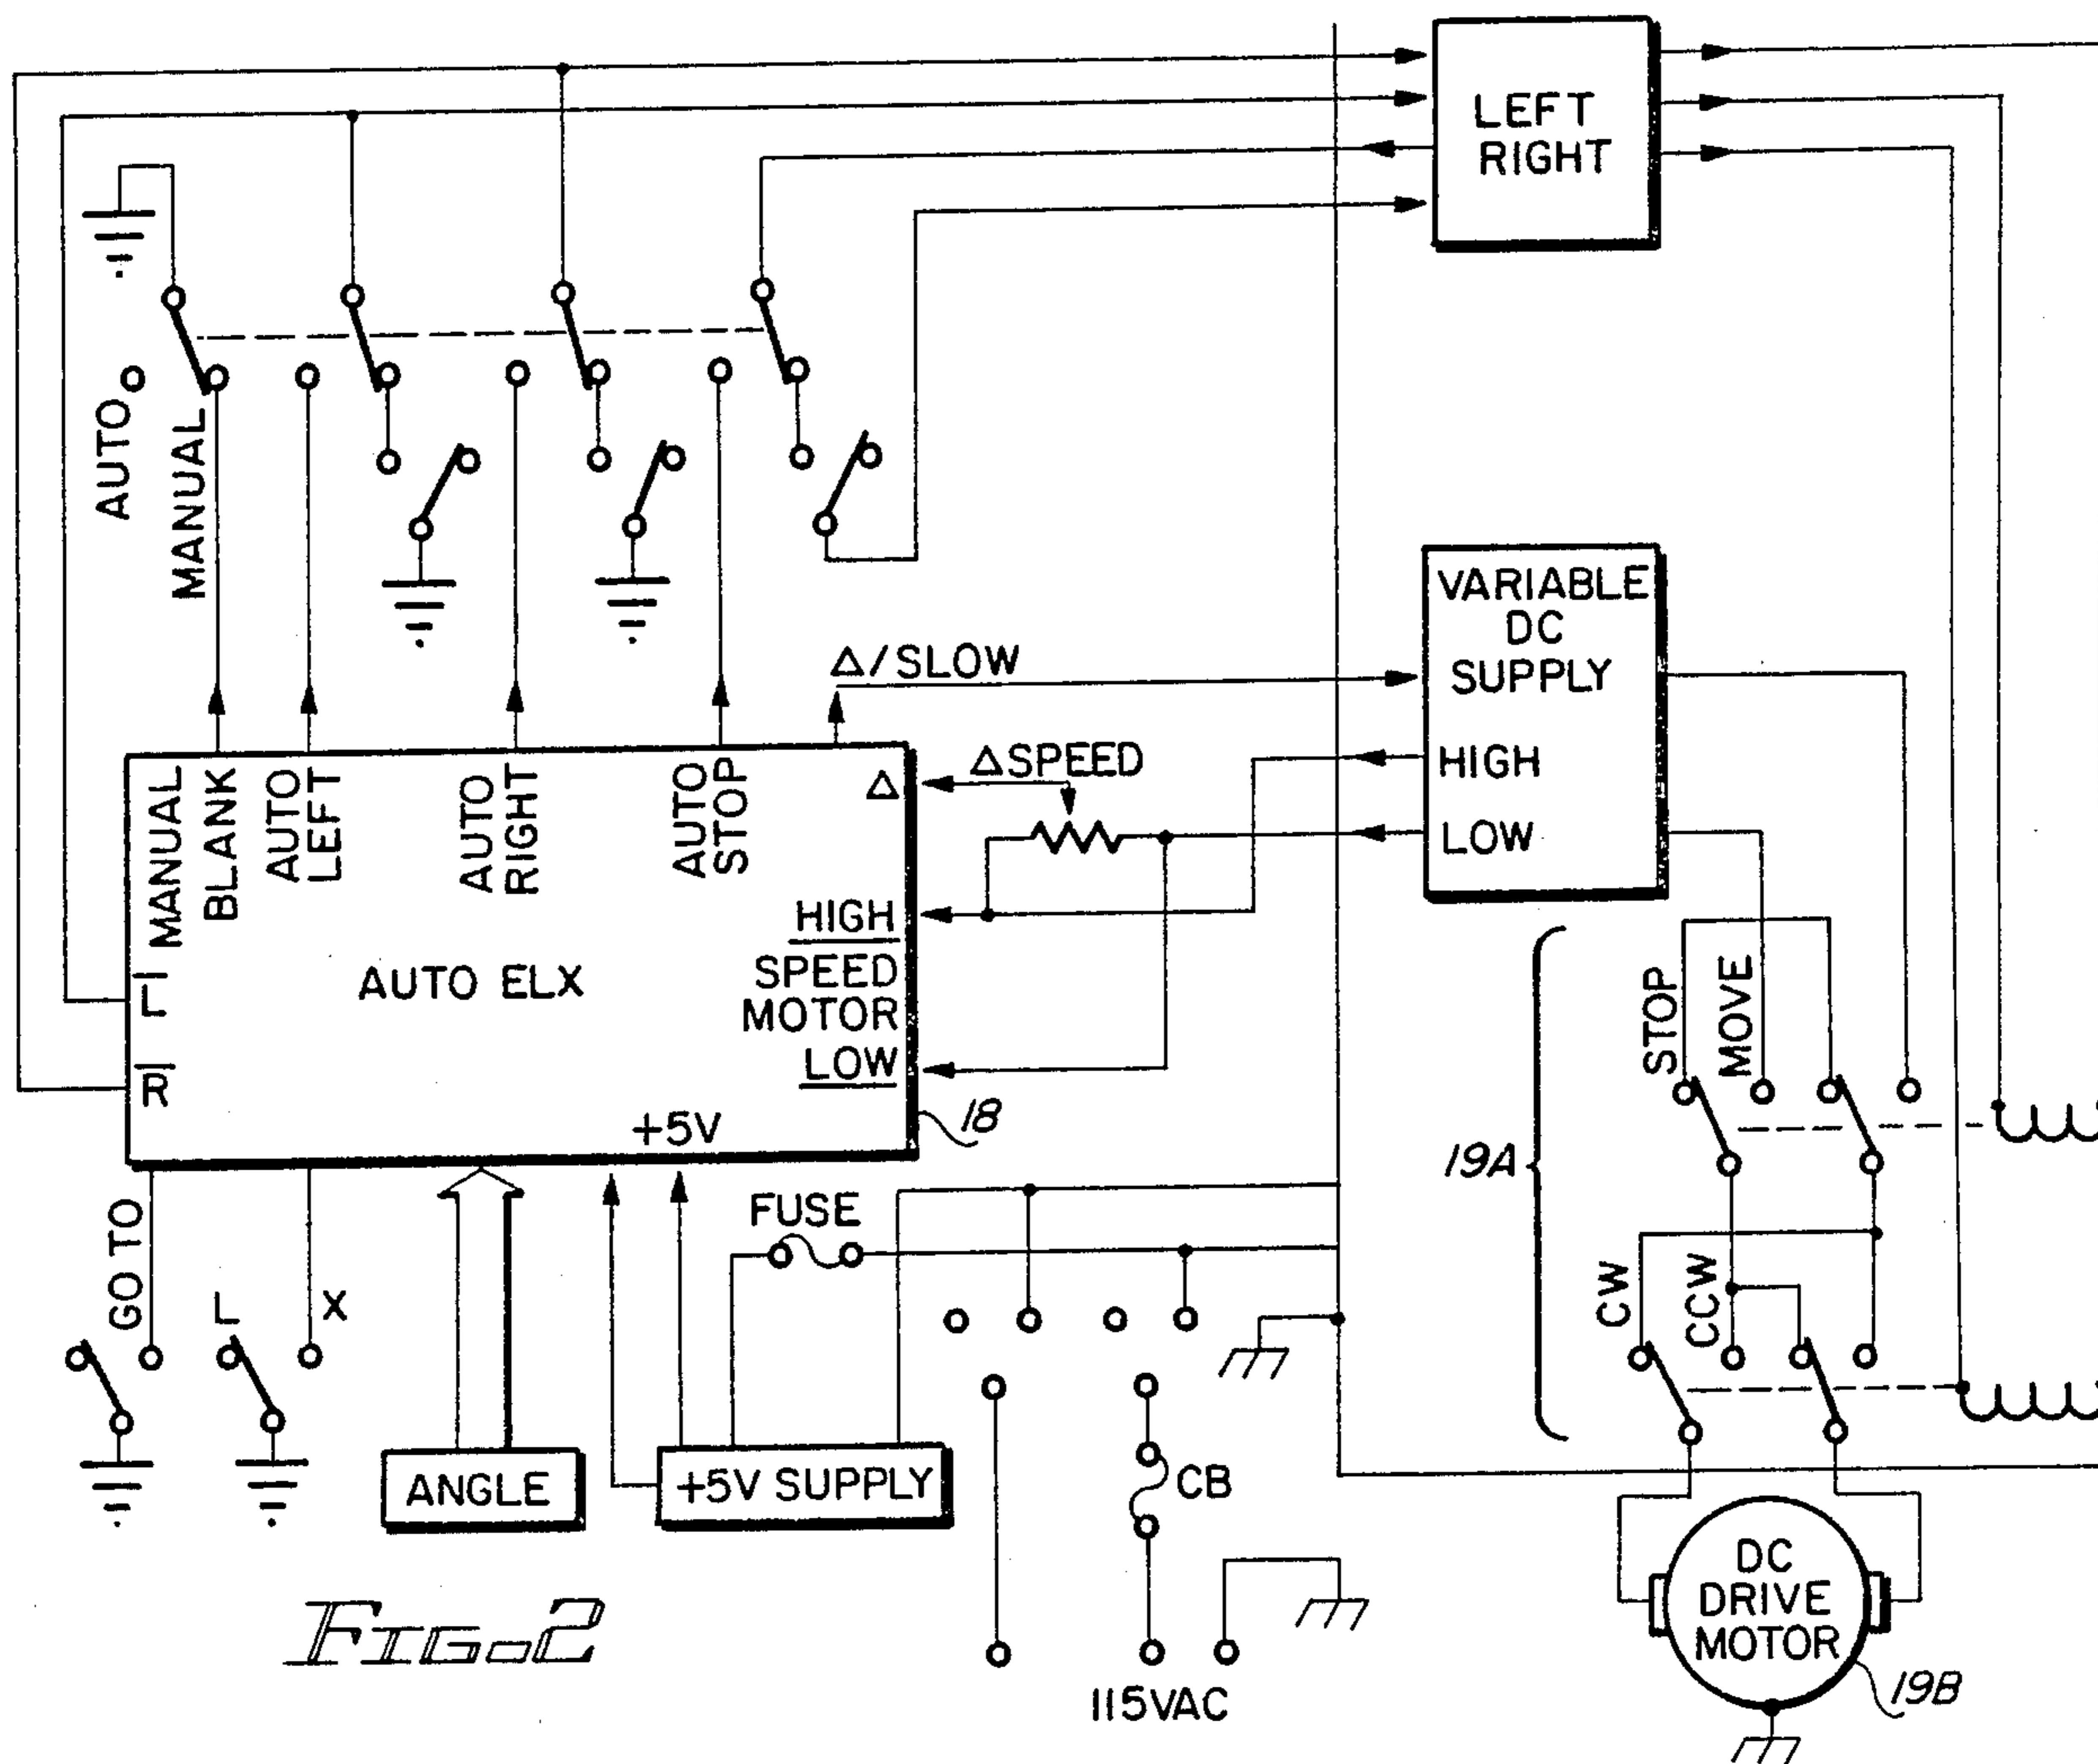 LEFT
RIGHT
AUTO
MANUAL
VARIABLE
DC
SUPPLY
HIGH
LOW
Δ/SLOW
Δ SPEED
MANUAL
BLANK
AUTO
LEFT
AUTO
RIGHT
AUTO
STOP
Δ
HIGH
SPEED
MOTOR
LOW
AUTO ELX
L
R
+5V
18
STOP
MOVE
19A
CW
CCW
GO TO
L
X
FUSE
ANGLE
+5V SUPPLY
CB
115VAC
DC
DRIVE
MOTOR
19B
FIG-2